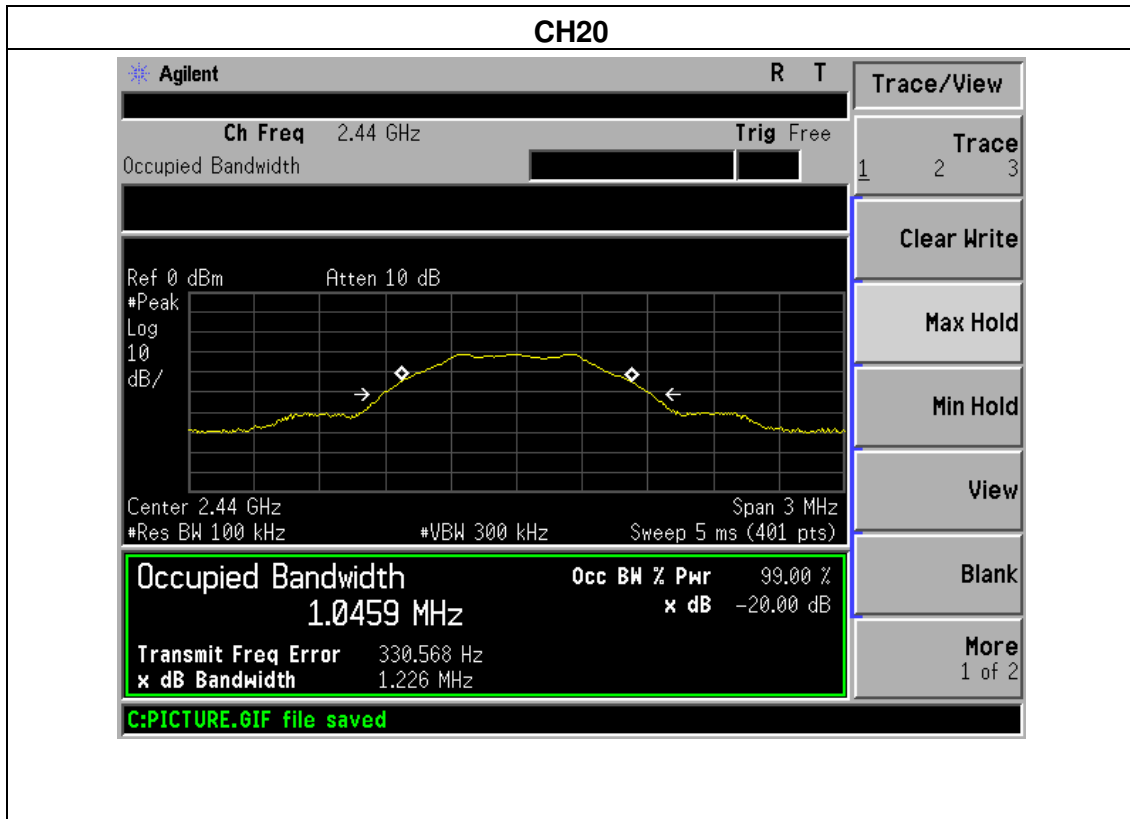 CH20
Agilent R T
Trace/View
Ch Freq 2.44 GHz Trig Free
Occupied Bandwidth
Trace
1 2 3
Clear Write
Ref 0 dBm Atten 10 dB
#Peak
Log
10
dB/
Max Hold
Min Hold
View
Center 2.44 GHz Span 3 MHz
#Res BW 100 kHz #VBW 300 kHz Sweep 5 ms (401 pts)
Occupied Bandwidth Occ BW % Pwr 99.00 %
1.0459 MHz x dB -20.00 dB
Blank
Transmit Freq Error 330.568 Hz
x dB Bandwidth 1.226 MHz
More
1 of 2
C:PICTURE.GIF file saved